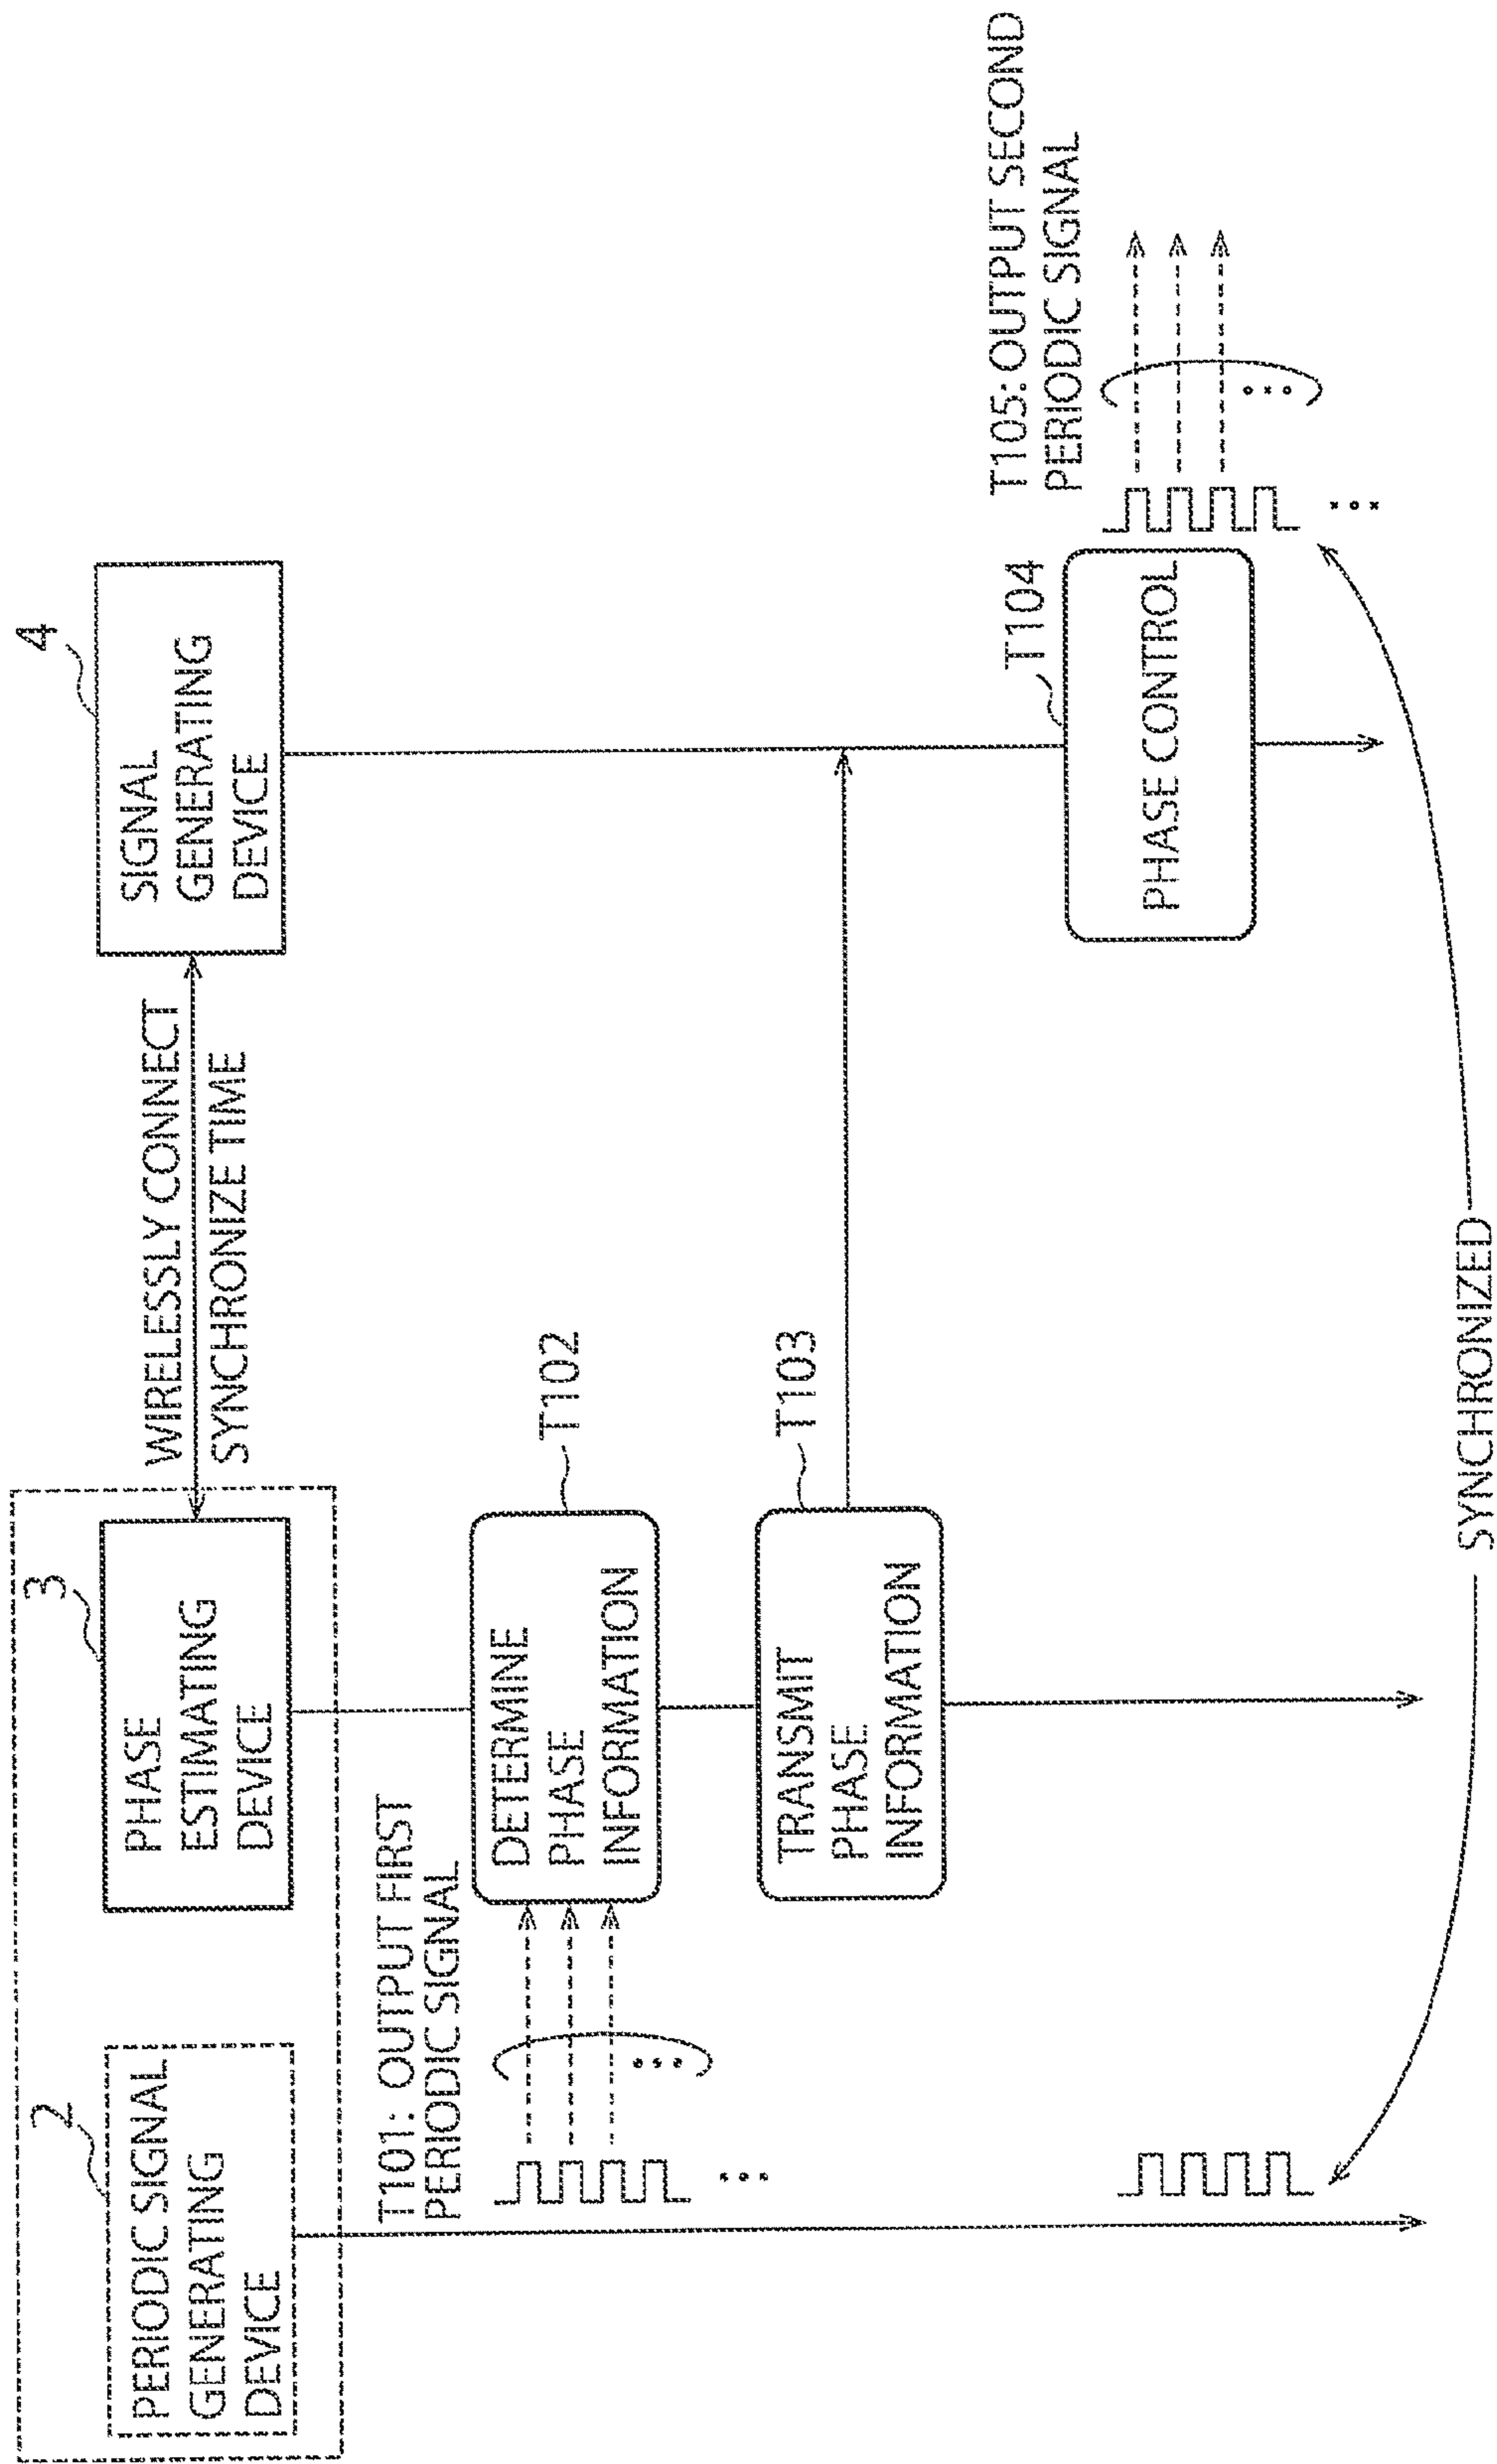 2
PERIODIC SIGNAL
GENERATING
DEVICE
3
PHASE
ESTIMATING
DEVICE
WIRELESSLY CONNECT
SYNCHRONIZE TIME
4
SIGNAL
GENERATING
DEVICE
T101: OUTPUT FIRST
PERIODIC SIGNAL
DETERMINE
PHASE
INFORMATION
T102
TRANSMIT
PHASE
INFORMATION
T103
T104
PHASE CONTROL
T105: OUTPUT SECOND
PERIODIC SIGNAL
SYNCHRONIZED